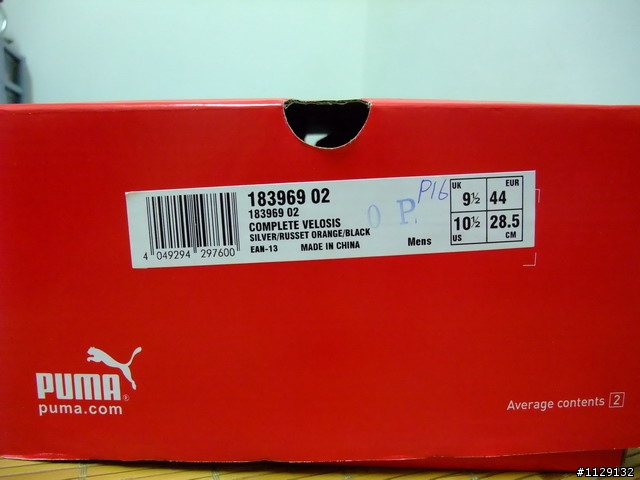 183969 02
183969 02
COMPLETE VELOSIS
SILVER/RUSSET ORANGE/BLACK
EAN-13 MADE IN CHINA
4 049294 297600
O P.
P16
Mens
UK 9½ 44 EUR
10½ US 28.5 CM
PUMA®
puma.com
Average contents 2
#1129132